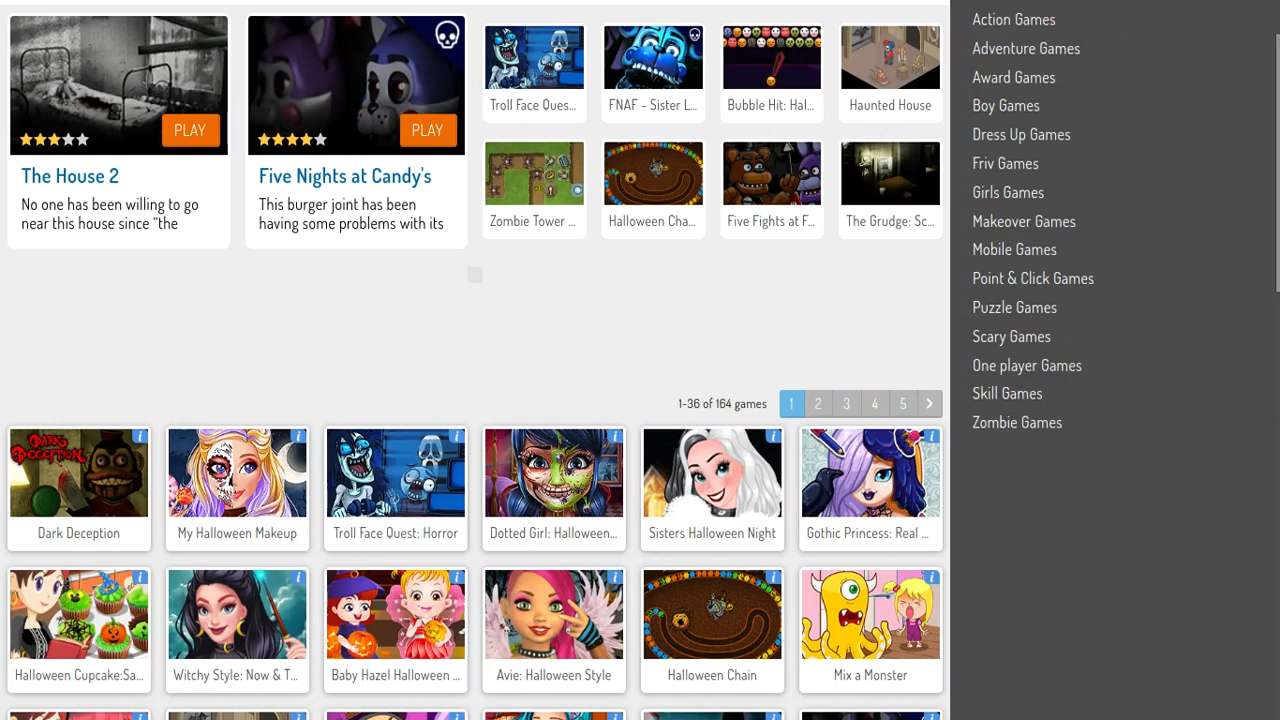 PLAY
The House 2
No one has been willing to go
near this house since “the
PLAY
Five Nights at Candy's
This burger joint has been
having some problems with its
Troll Face Ques...
FNAF - Sister L...
Bubble Hit: Hal...
Haunted House
Zombie Tower ...
Halloween Cha...
Five Fights at F...
The Grudge: Sc...
1-36 of 164 games
1 2 3 4 5
DARK DECEPTION
Dark Deception
My Halloween Makeup
Troll Face Quest: Horror
Dotted Girl: Halloween...
Sisters Halloween Night
Gothic Princess: Real ...
Halloween Cupcake:Sa...
Witchy Style: Now & T...
Baby Hazel Halloween ...
Avie: Halloween Style
Halloween Chain
Mix a Monster
Action Games
Adventure Games
Award Games
Boy Games
Dress Up Games
Friv Games
Girls Games
Makeover Games
Mobile Games
Point & Click Games
Puzzle Games
Scary Games
One player Games
Skill Games
Zombie Games